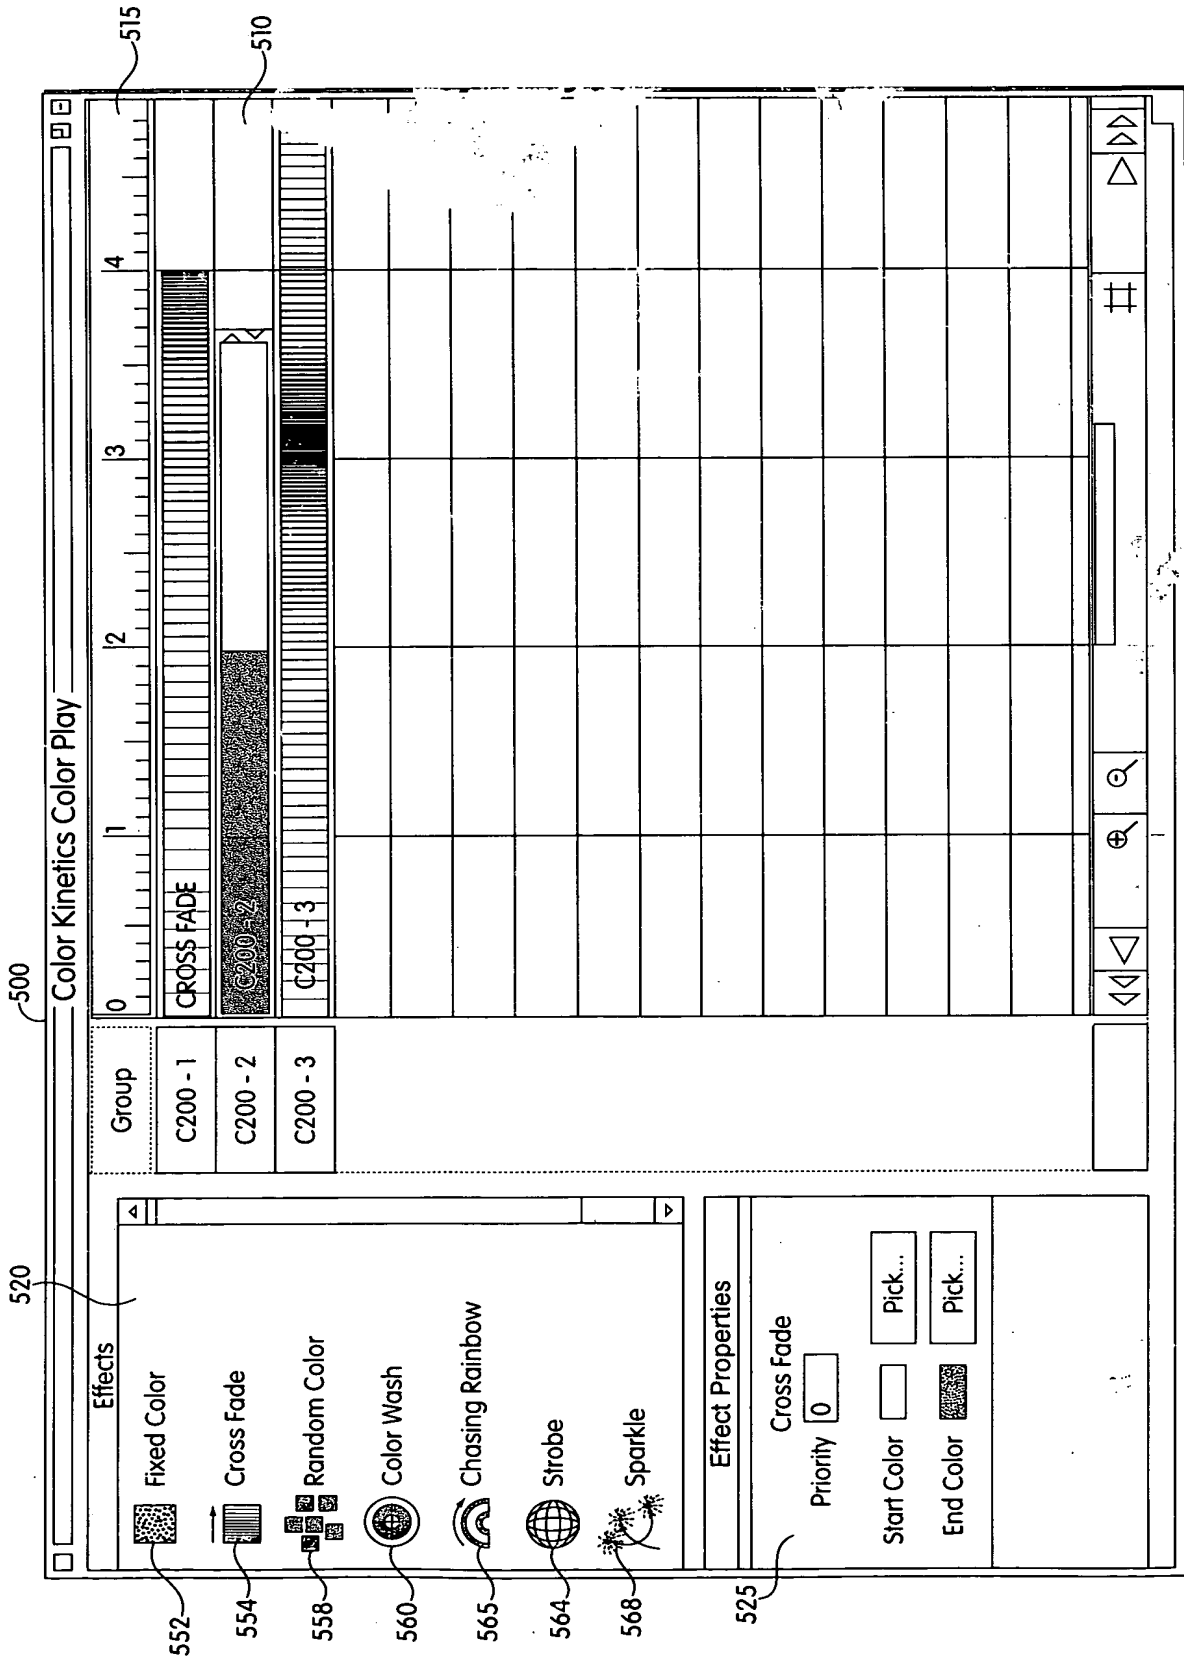 500
Color Kinetics Color Play
515
510
520
Effects
552
Fixed Color
554
Cross Fade
558
Random Color
560
Color Wash
565
Chasing Rainbow
564
Strobe
568
Sparkle
Effect Properties
525
Cross Fade
Priority 0
Start Color Pick...
End Color Pick...
Group
C200 - 1
C200 - 2
C200 - 3
0 1 2 3 4
CROSS FADE
C200 - 2
C200 - 3